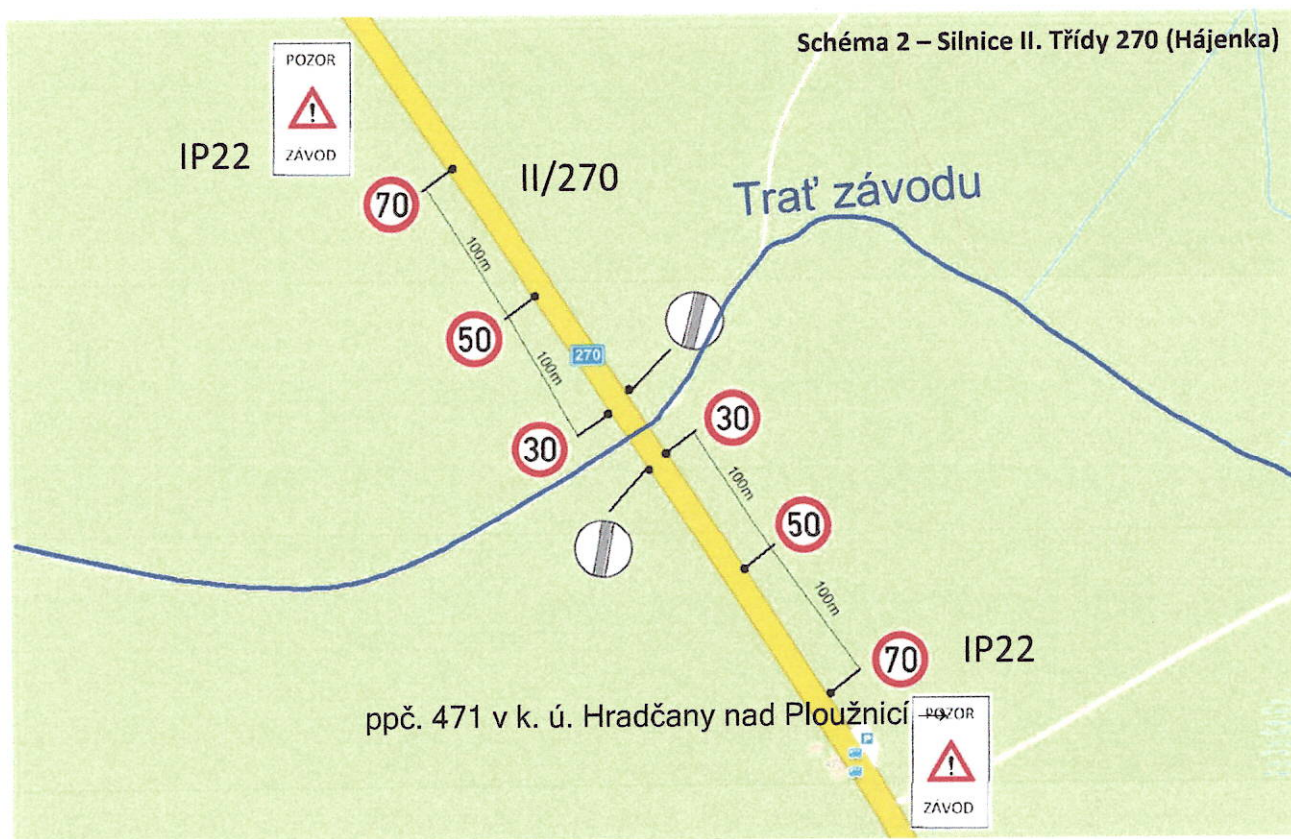 Schéma 2 – Silnice II. Třídy 270 (Hájenka)
POZOR
!
ZÁVOD
IP22
II/270
70
Trať závodu
100m
50
100m
270
30
30
100m
50
100m
70
IP22
ppč. 471 v k. ú. Hradčany nad Ploužnicí →
P
POZOR
!
ZÁVOD